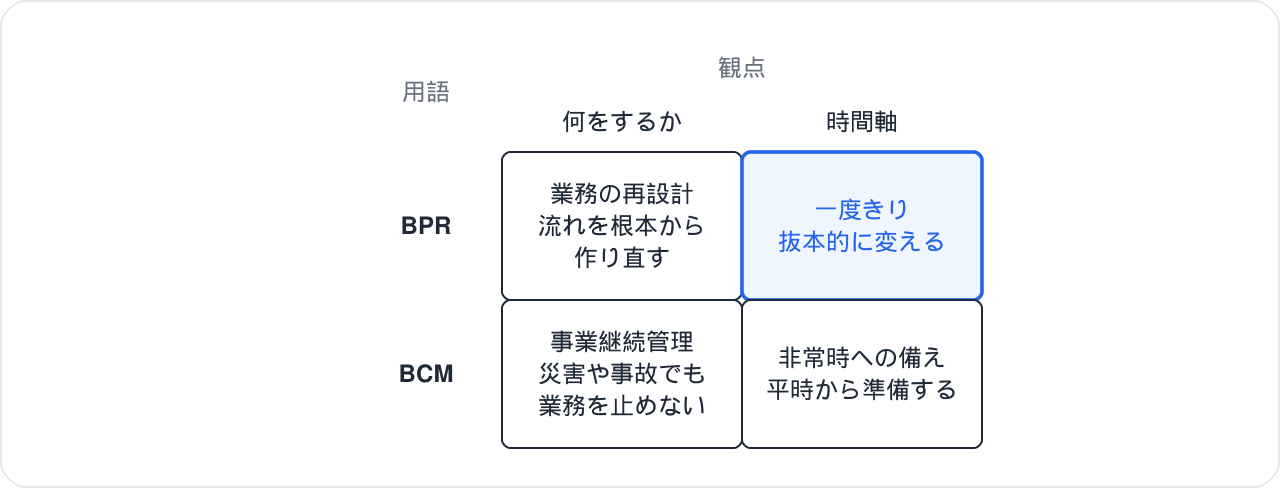 観点
用語
何をするか
時間軸
BPR
業務の再設計
流れを根本から
作り直す
一度きり
抜本的に変える
BCM
事業継続管理
災害や事故でも
業務を止めない
非常時への備え
平時から準備する